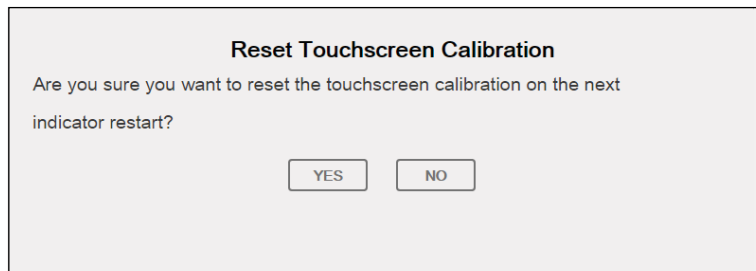 Reset Touchscreen Calibration
Are you sure you want to reset the touchscreen calibration on the next
indicator restart?
YES NO